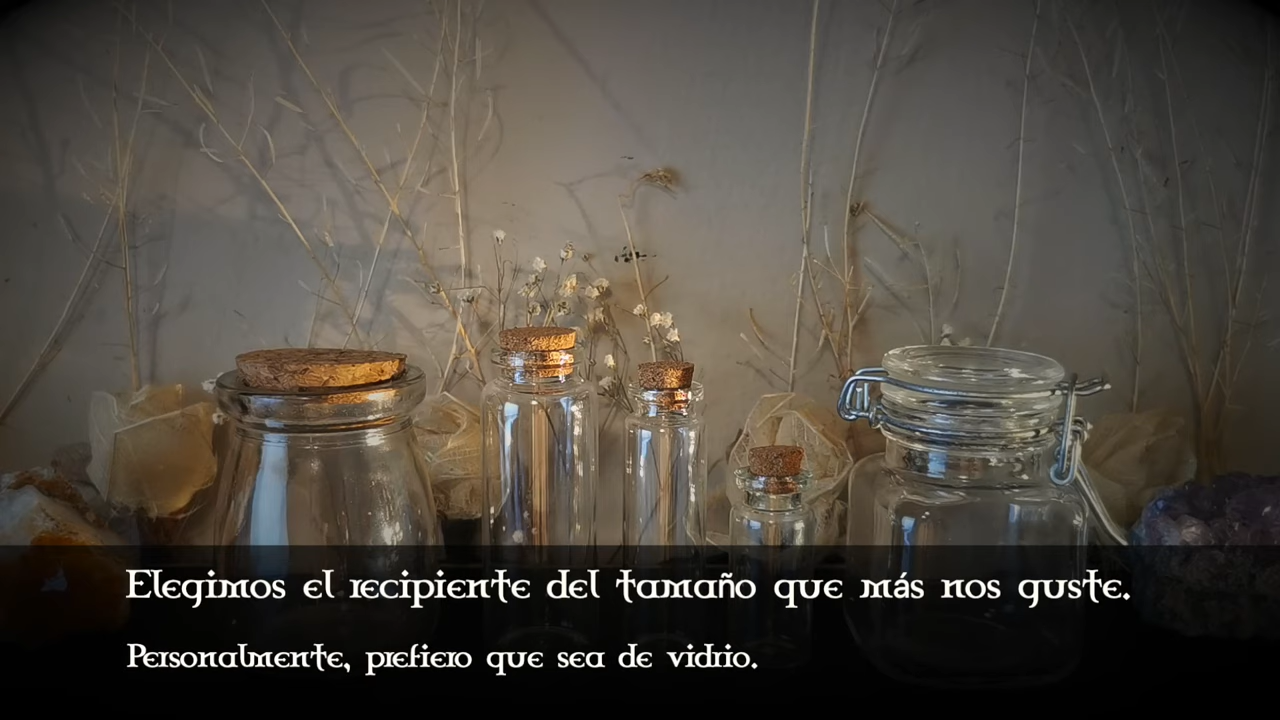 Elegimos el recipiente del tamaño que más nos guste.
Personalmente, prefiero que sea de vidrio.